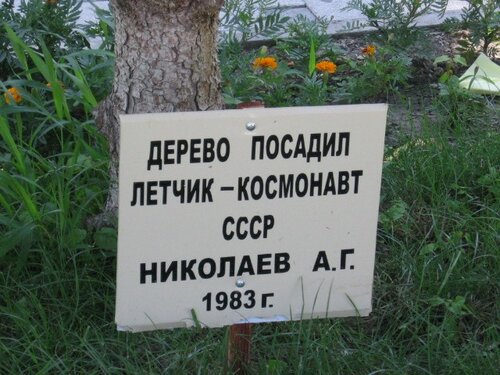 ДЕРЕВО ПОСАДИЛ
ЛЕТЧИК – КОСМОНАВТ
СССР
НИКОЛАЕВ А.Г.
1983 г.